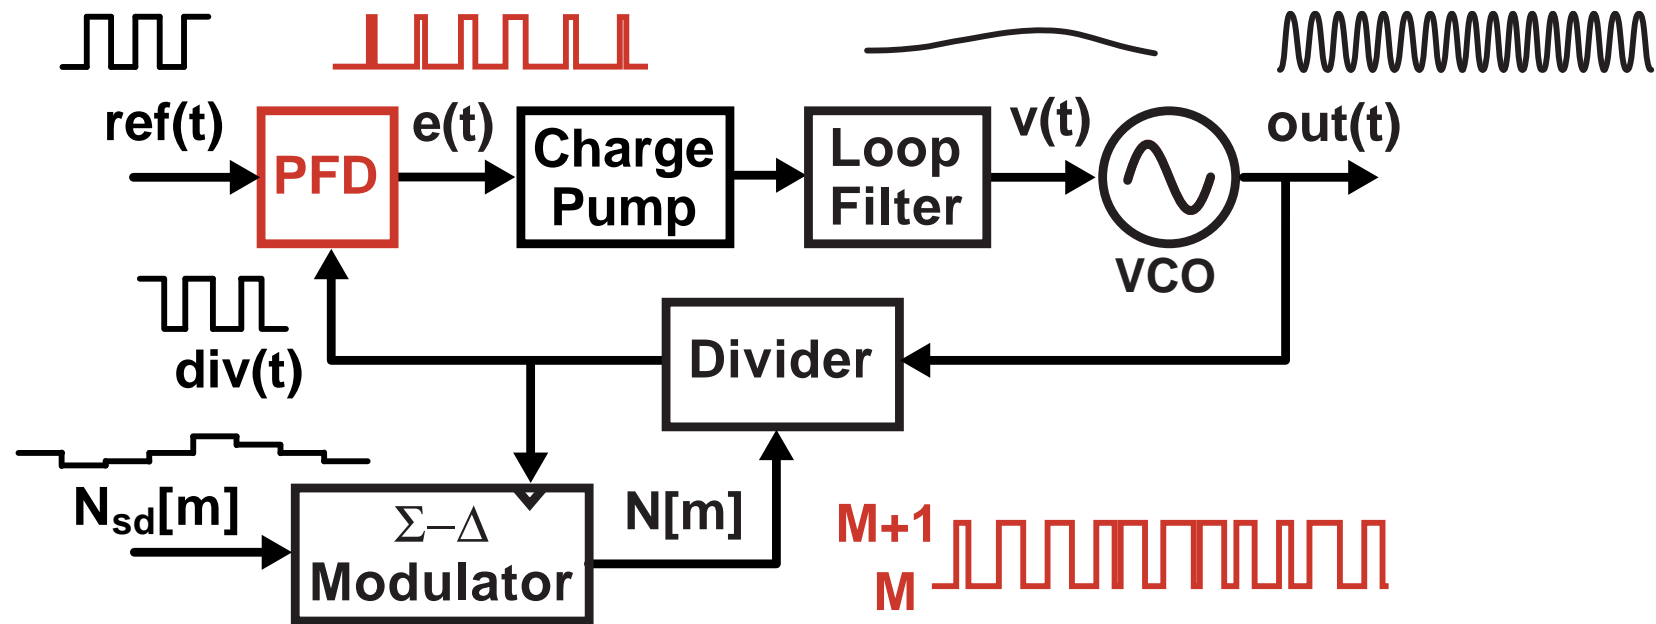 ref(t)
PFD
e(t)
Charge
Pump
Loop
Filter
v(t)
VCO
out(t)
div(t)
Divider
Nsd[m]
Σ−Δ
Modulator
N[m]
M+1
M